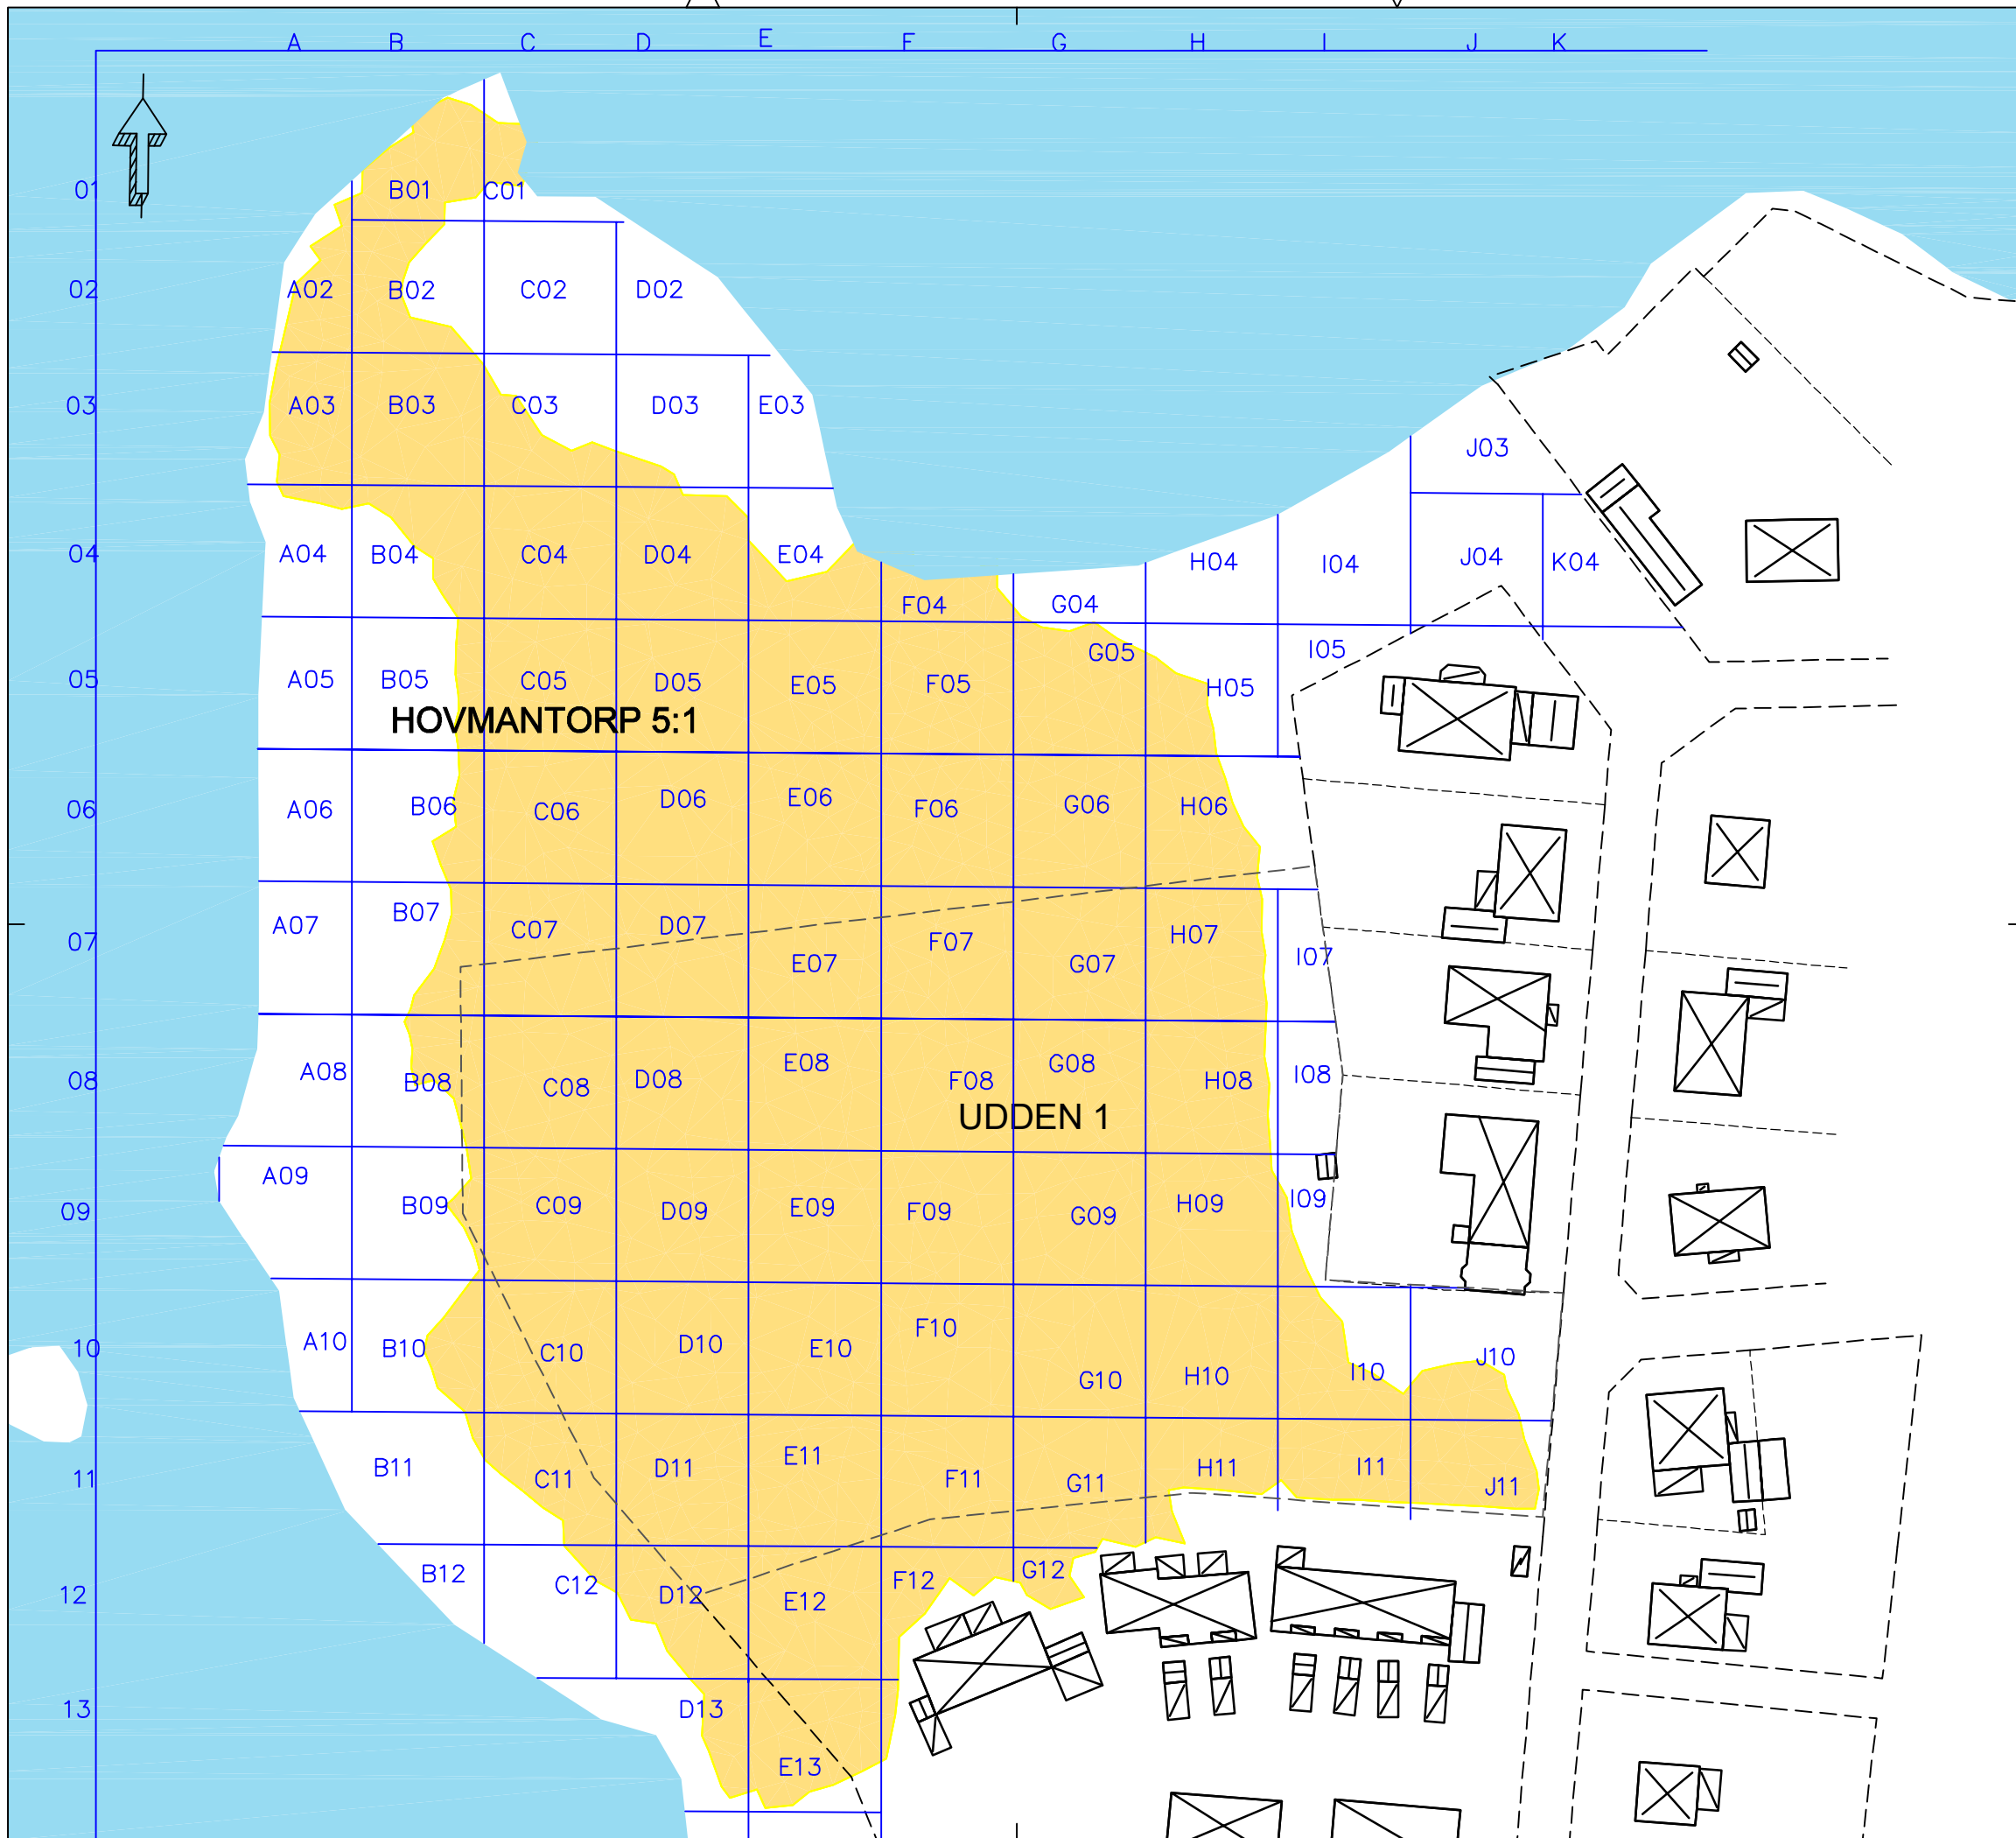 A B C D E F G H I J K
01 B01 C01
02 A02 B02 C02 D02
03 A03 B03 C03 D03 E03 J03
04 A04 B04 C04 D04 E04 F04 G04 H04 I04 J04 K04
05 A05 B05 C05 D05 E05 F05 G05 H05 I05
HOVMANTORP 5:1
06 A06 B06 C06 D06 E06 F06 G06 H06
07 A07 B07 C07 D07 E07 F07 G07 H07 I07
08 A08 B08 C08 D08 E08 F08 G08 H08 I08
UDDEN 1
09 A09 B09 C09 D09 E09 F09 G09 H09 I09
10 A10 B10 C10 D10 E10 F10 G10 H10 I10 J10
11 B11 C11 D11 E11 F11 G11 H11 I11 J11
12 B12 C12 D12 E12 F12 G12
13 D13 E13